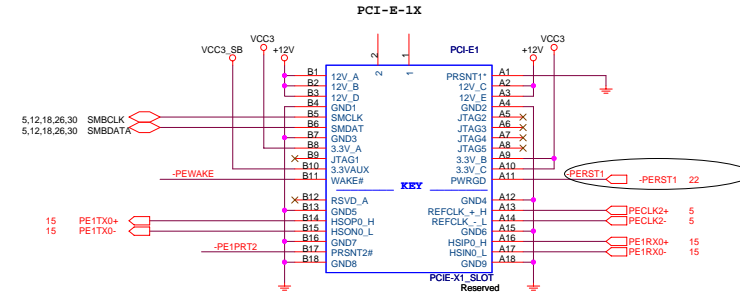 PCI-E-1X
VCC3_SB VCC3 +12V 2 1 PCI-E1 +12V VCC3
B1 12V_A 2 1 PRSNT1* A1
B2 12V_B 12V_C A2
B3 12V_D 12V_E A3
B4 GND1 GND2 A4
5,12,18,26,30 SMBCLK B5 SMCLK JTAG2 A5
5,12,18,26,30 SMBDATA B6 SMDAT JTAG3 A6
B7 GND3 JTAG4 A7
B8 3.3V_A JTAG5 A8
B9 JTAG1 3.3V_B A9
B10 3.3VAUX 3.3V_C A10
-PEWAKE B11 WAKE# PWRGD A11 -PERST1 -PERST1 22
KEY
B12 RSVD_A GND4 A12
B13 GND5 REFCLK_+_H A13 PECLK2+ 5
15 PE1TX0+ B14 HSOP0_H REFCLK_-_L A14 PECLK2- 5
15 PE1TX0- B15 HSON0_L GND6 A15
B16 GND7 HSIP0_H A16 PE1RX0+ 15
-PE1PRT2 B17 PRSNT2# HSIN0_L A17 PE1RX0- 15
B18 GND8 GND9 A18
PCIE-X1_SLOT
Reserved